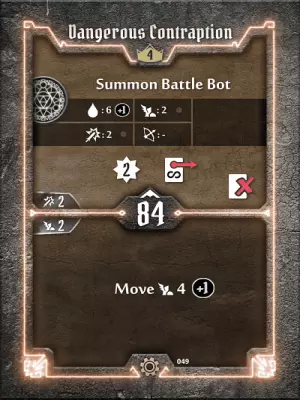 Dangerous Contraption
4
Summon Battle Bot
: 6 +1 : 2
: 2 : -
2 S
84
2
2
Move 4 +1
049